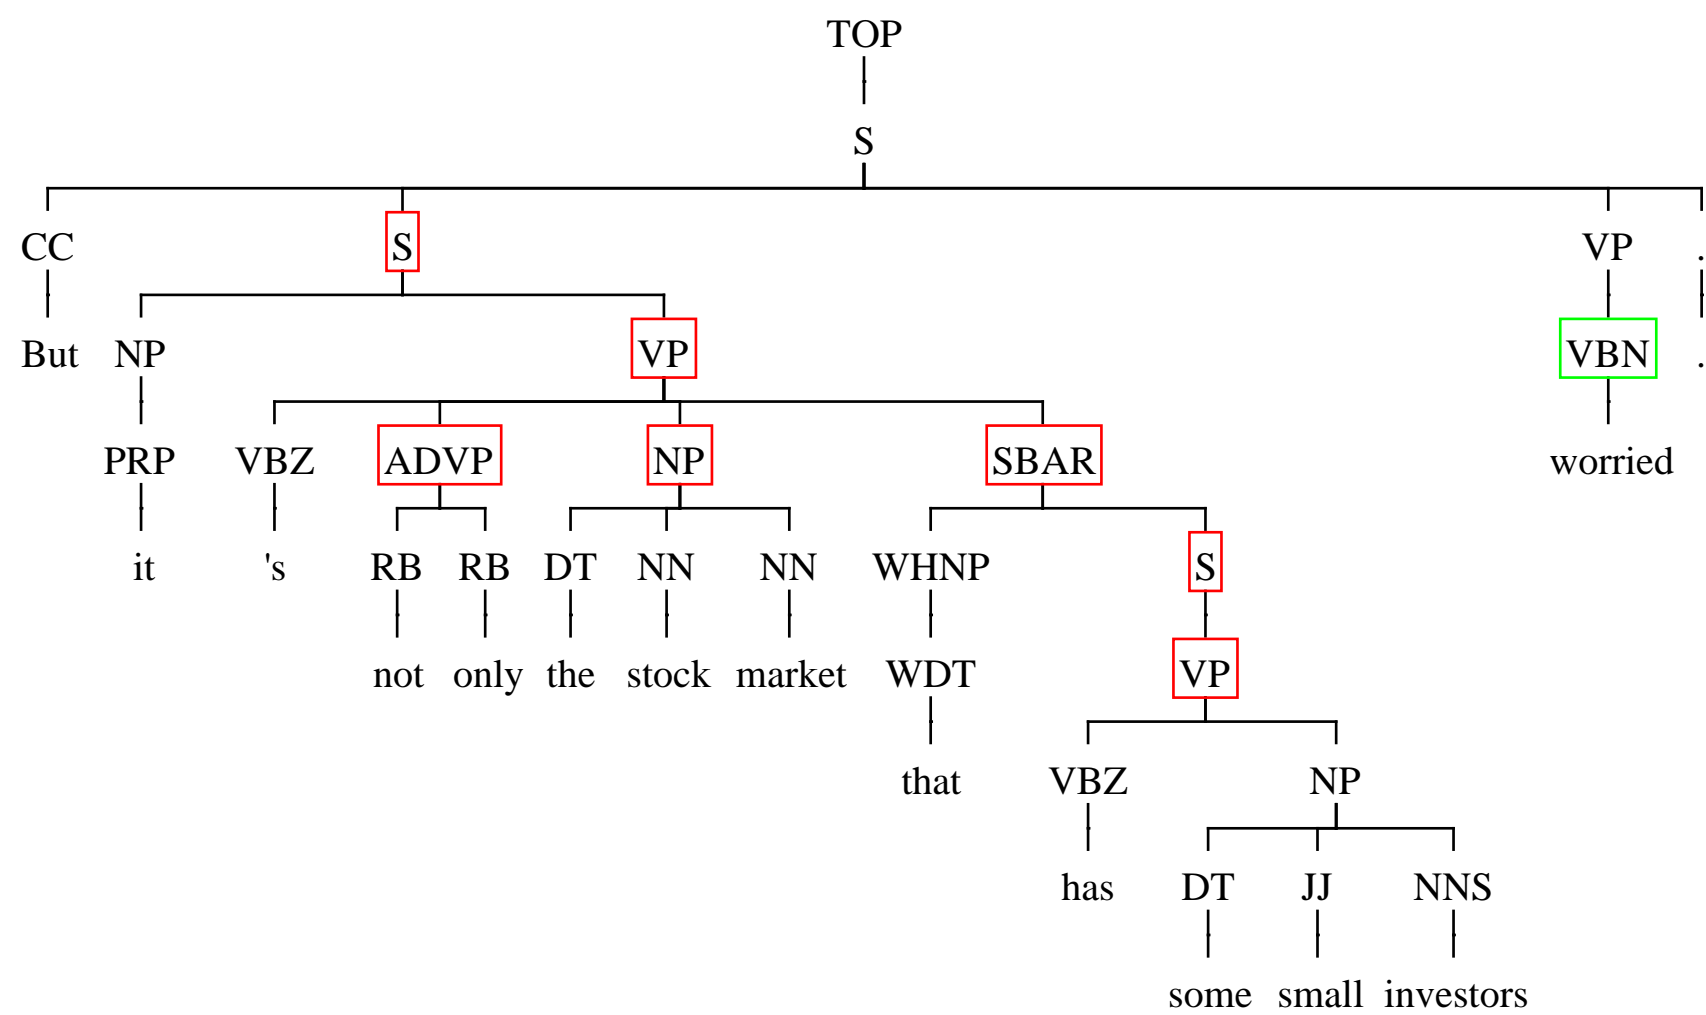 TOP
S
CC S VP .
But NP VP VBN .
PRP VBZ ADVP NP SBAR worried
it 's RB RB DT NN NN WHNP S
not only the stock market WDT VP
that VBZ NP
has DT JJ NNS
some small investors